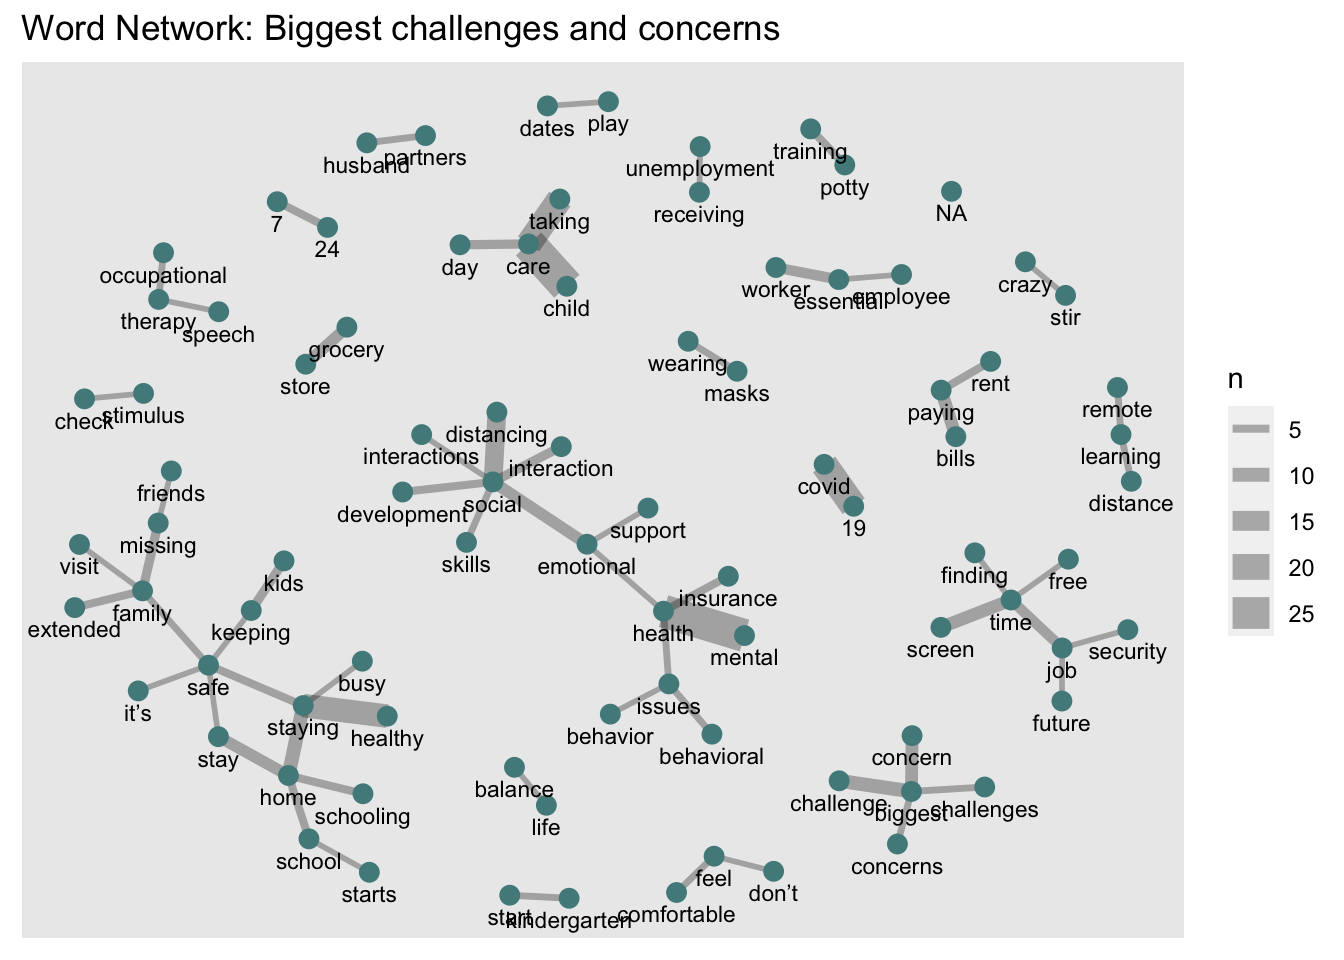 Word Network: Biggest challenges and concerns
dates
play
husband
partners
unemployment
training
potty
receiving
NA
7
24
taking
day
care
child
occupational
therapy
speech
worker
essential
employee
crazy
stir
grocery
store
wearing
masks
rent
paying
bills
remote
learning
distance
check
stimulus
distancing
interactions
interaction
development
social
skills
emotional
support
covid
19
friends
missing
visit
family
extended
kids
keeping
safe
it’s
busy
staying
healthy
stay
home
schooling
school
starts
insurance
health
mental
issues
behavior
behavioral
finding
free
time
screen
security
job
future
balance
life
concern
challenge
biggest
challenges
concerns
feel
don’t
comfortable
start
kindergarten
n
5
10
15
20
25